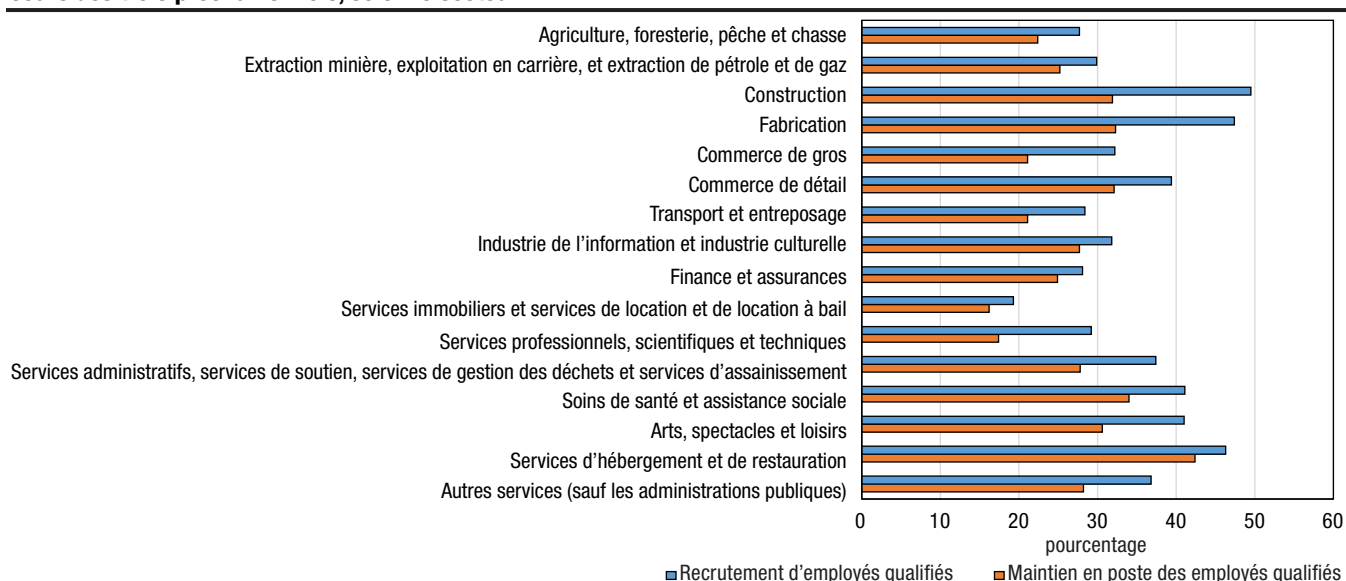 Agriculture, foresterie, pêche et chasse
Extraction minière, exploitation en carrière, et extraction de pétrole et de gaz
Construction
Fabrication
Commerce de gros
Commerce de détail
Transport et entreposage
Industrie de l'information et industrie culturelle
Finance et assurances
Services immobiliers et services de location et de location à bail
Services professionnels, scientifiques et techniques
Services administratifs, services de soutien, services de gestion des déchets et services d'assainissement
Soins de santé et assistance sociale
Arts, spectacles et loisirs
Services d'hébergement et de restauration
Autres services (sauf les administrations publiques)
0 10 20 30 40 50 60
pourcentage
Recrutement d'employés qualifiés Maintien en poste des employés qualifiés